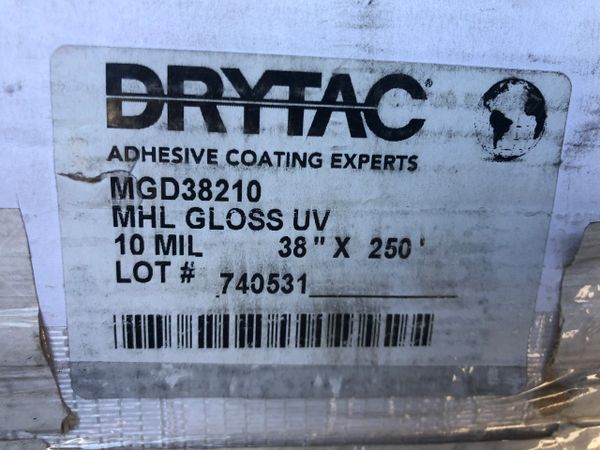 DRYTAC®
ADHESIVE COATING EXPERTS
MGD38210
MHL GLOSS UV
10 MIL 38" X 250'
LOT # 740531